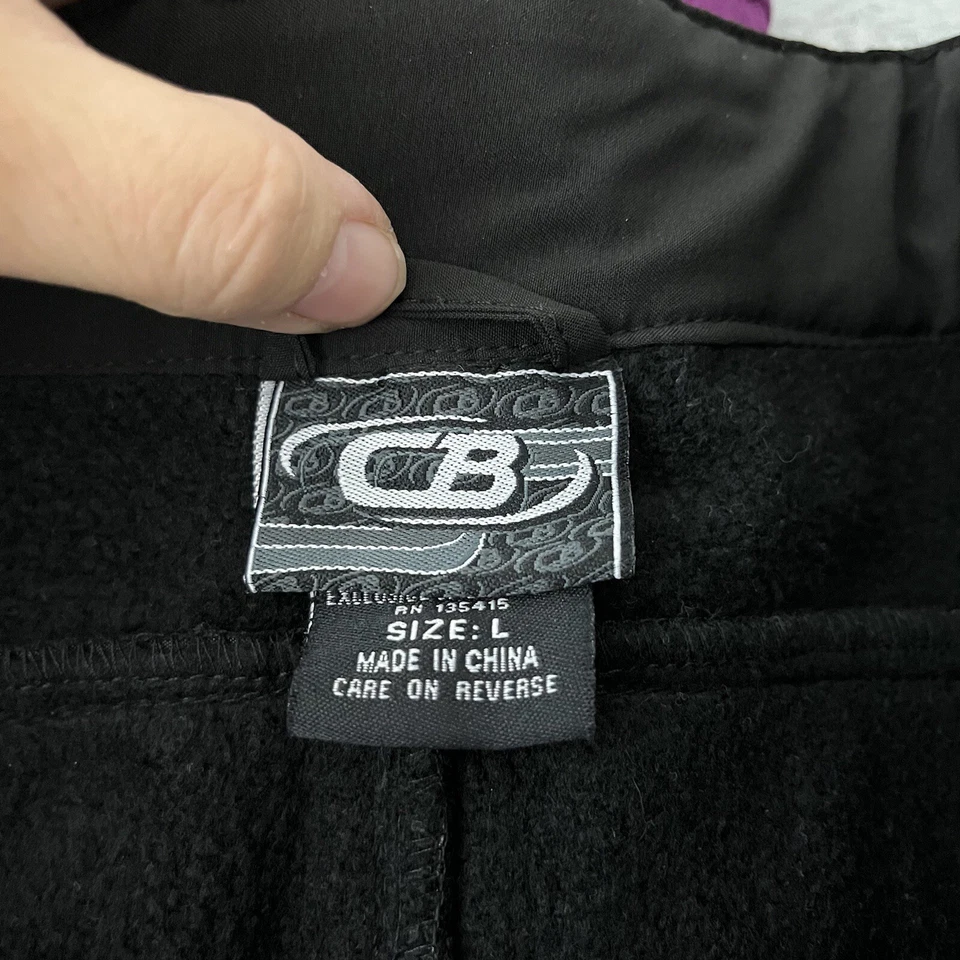 CB
RN 135415
SIZE: L
MADE IN CHINA
CARE ON REVERSE